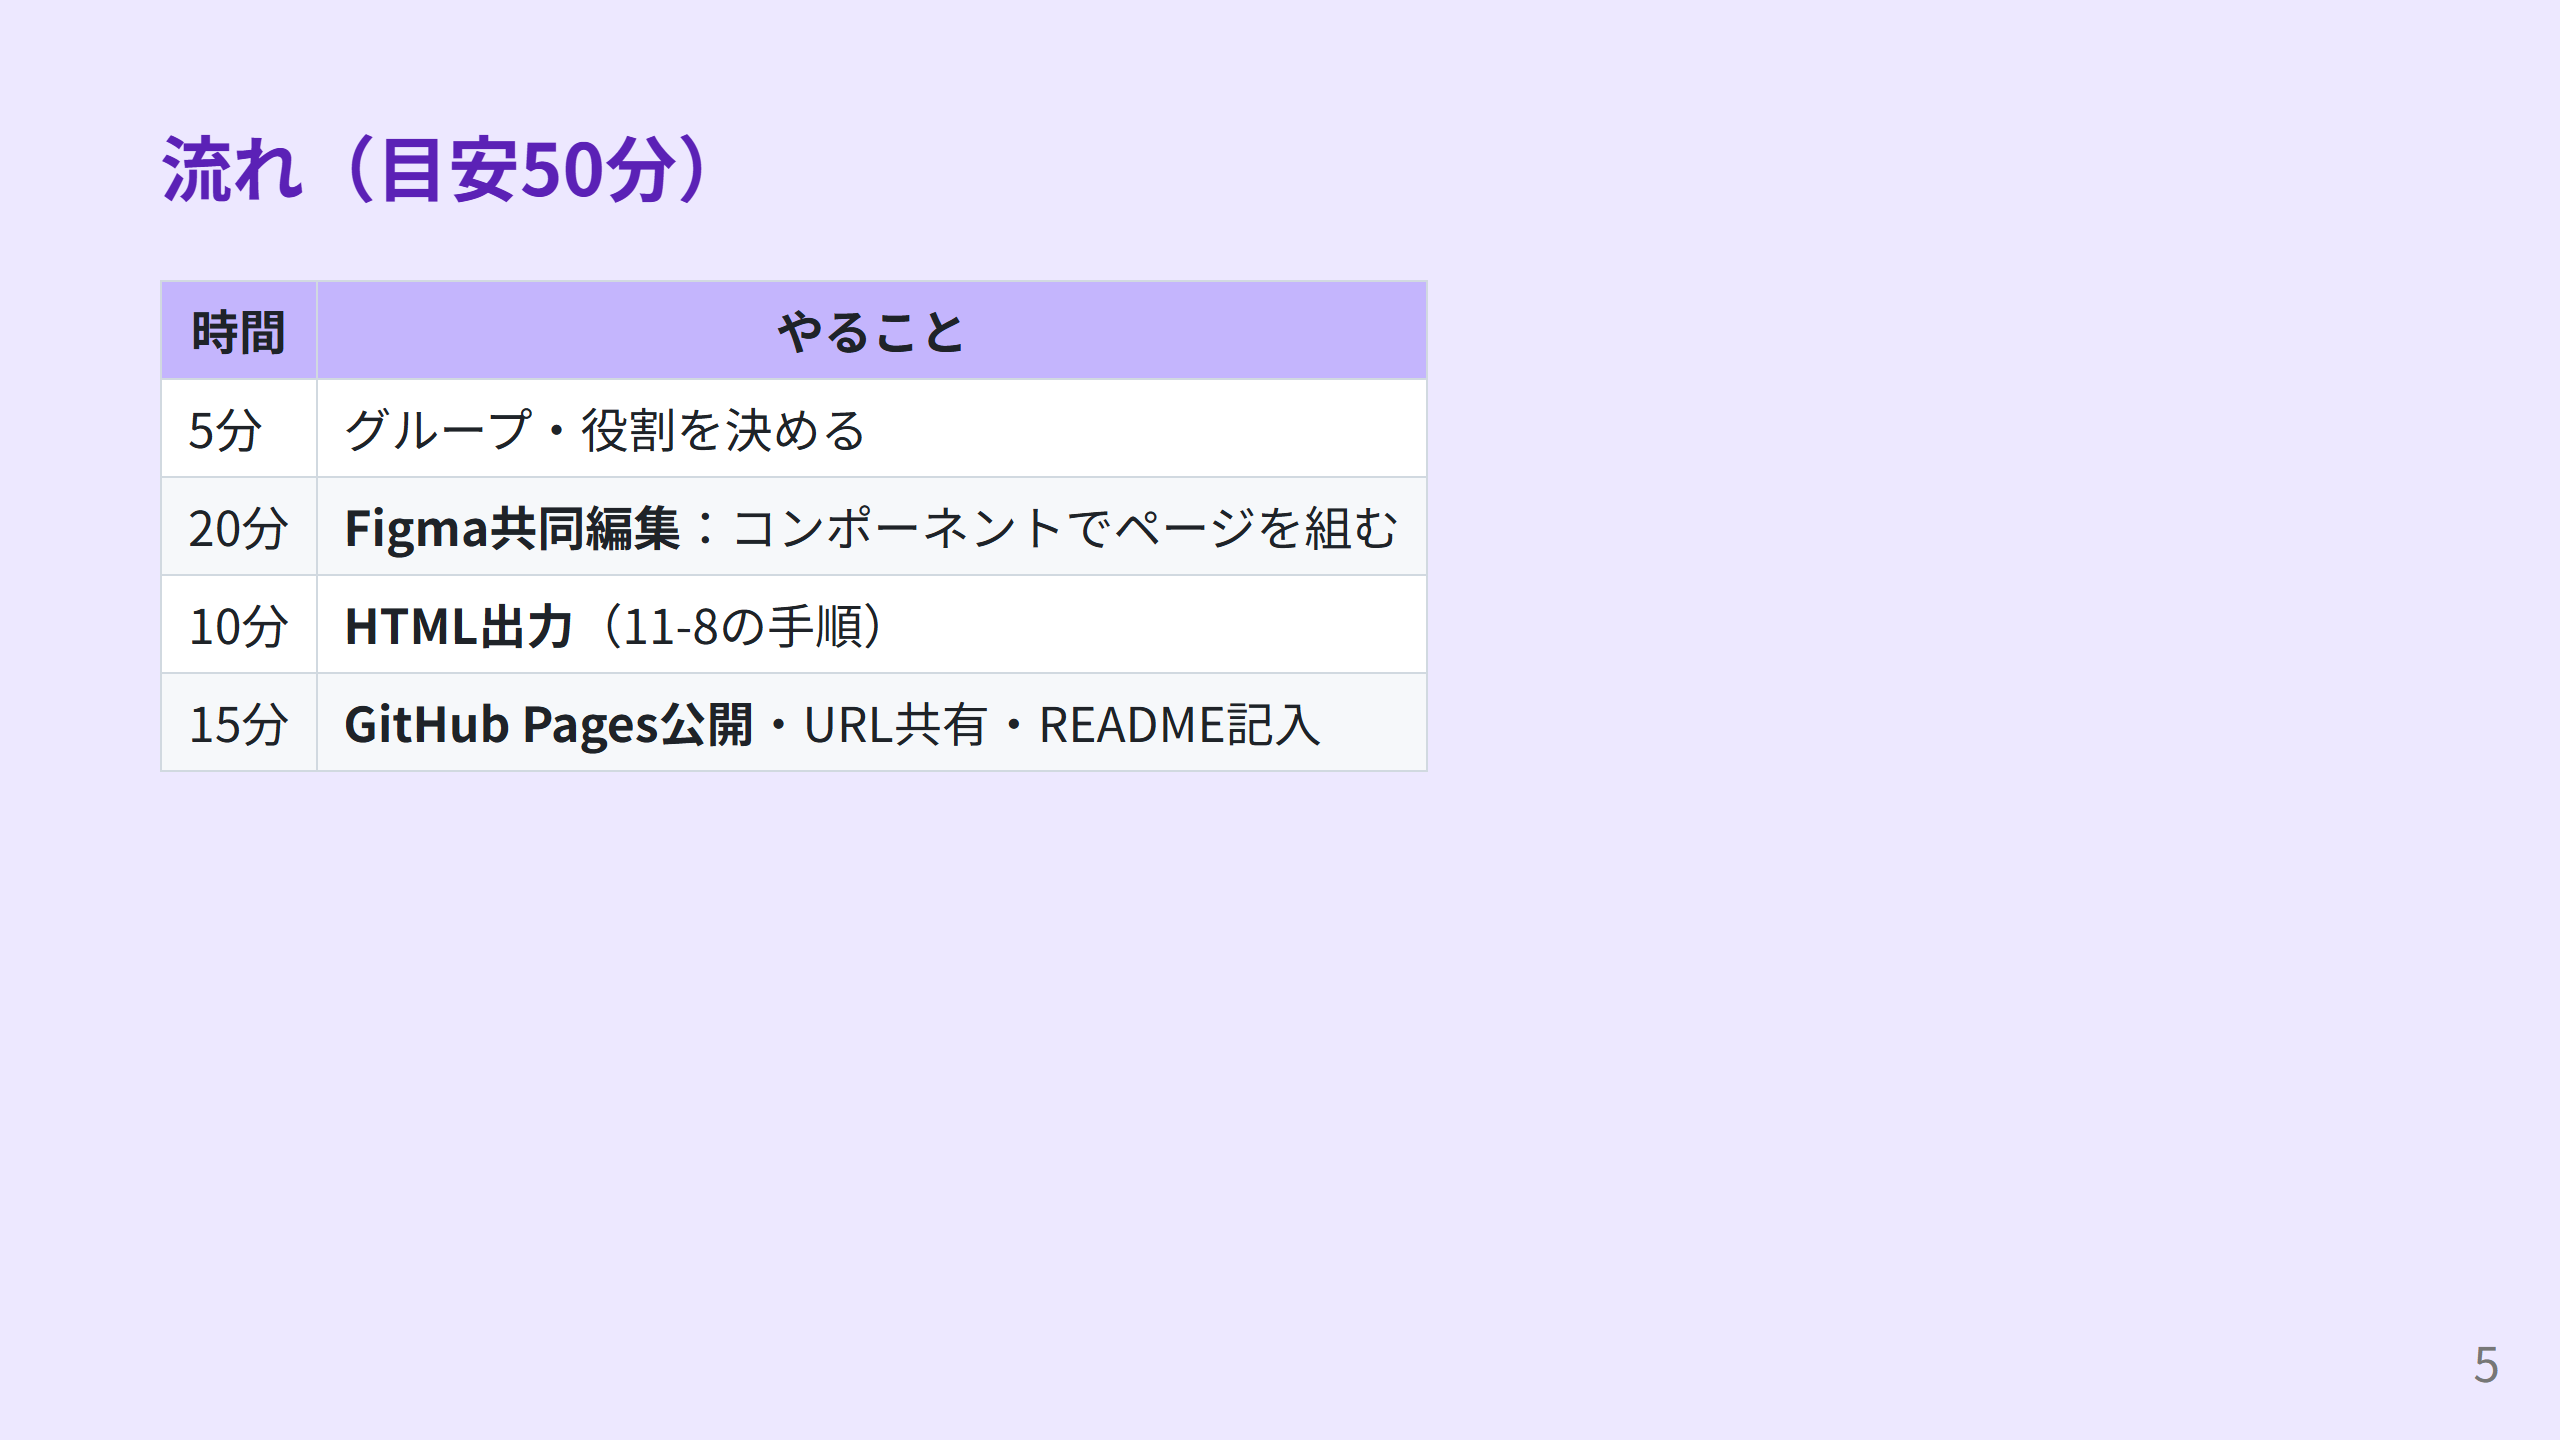 流れ（目安50分）
時間 やること
5分 グループ・役割を決める
20分 Figma共同編集：コンポーネントでページを組む
10分 HTML出力（11-8の手順）
15分 GitHub Pages公開・URL共有・README記入
5